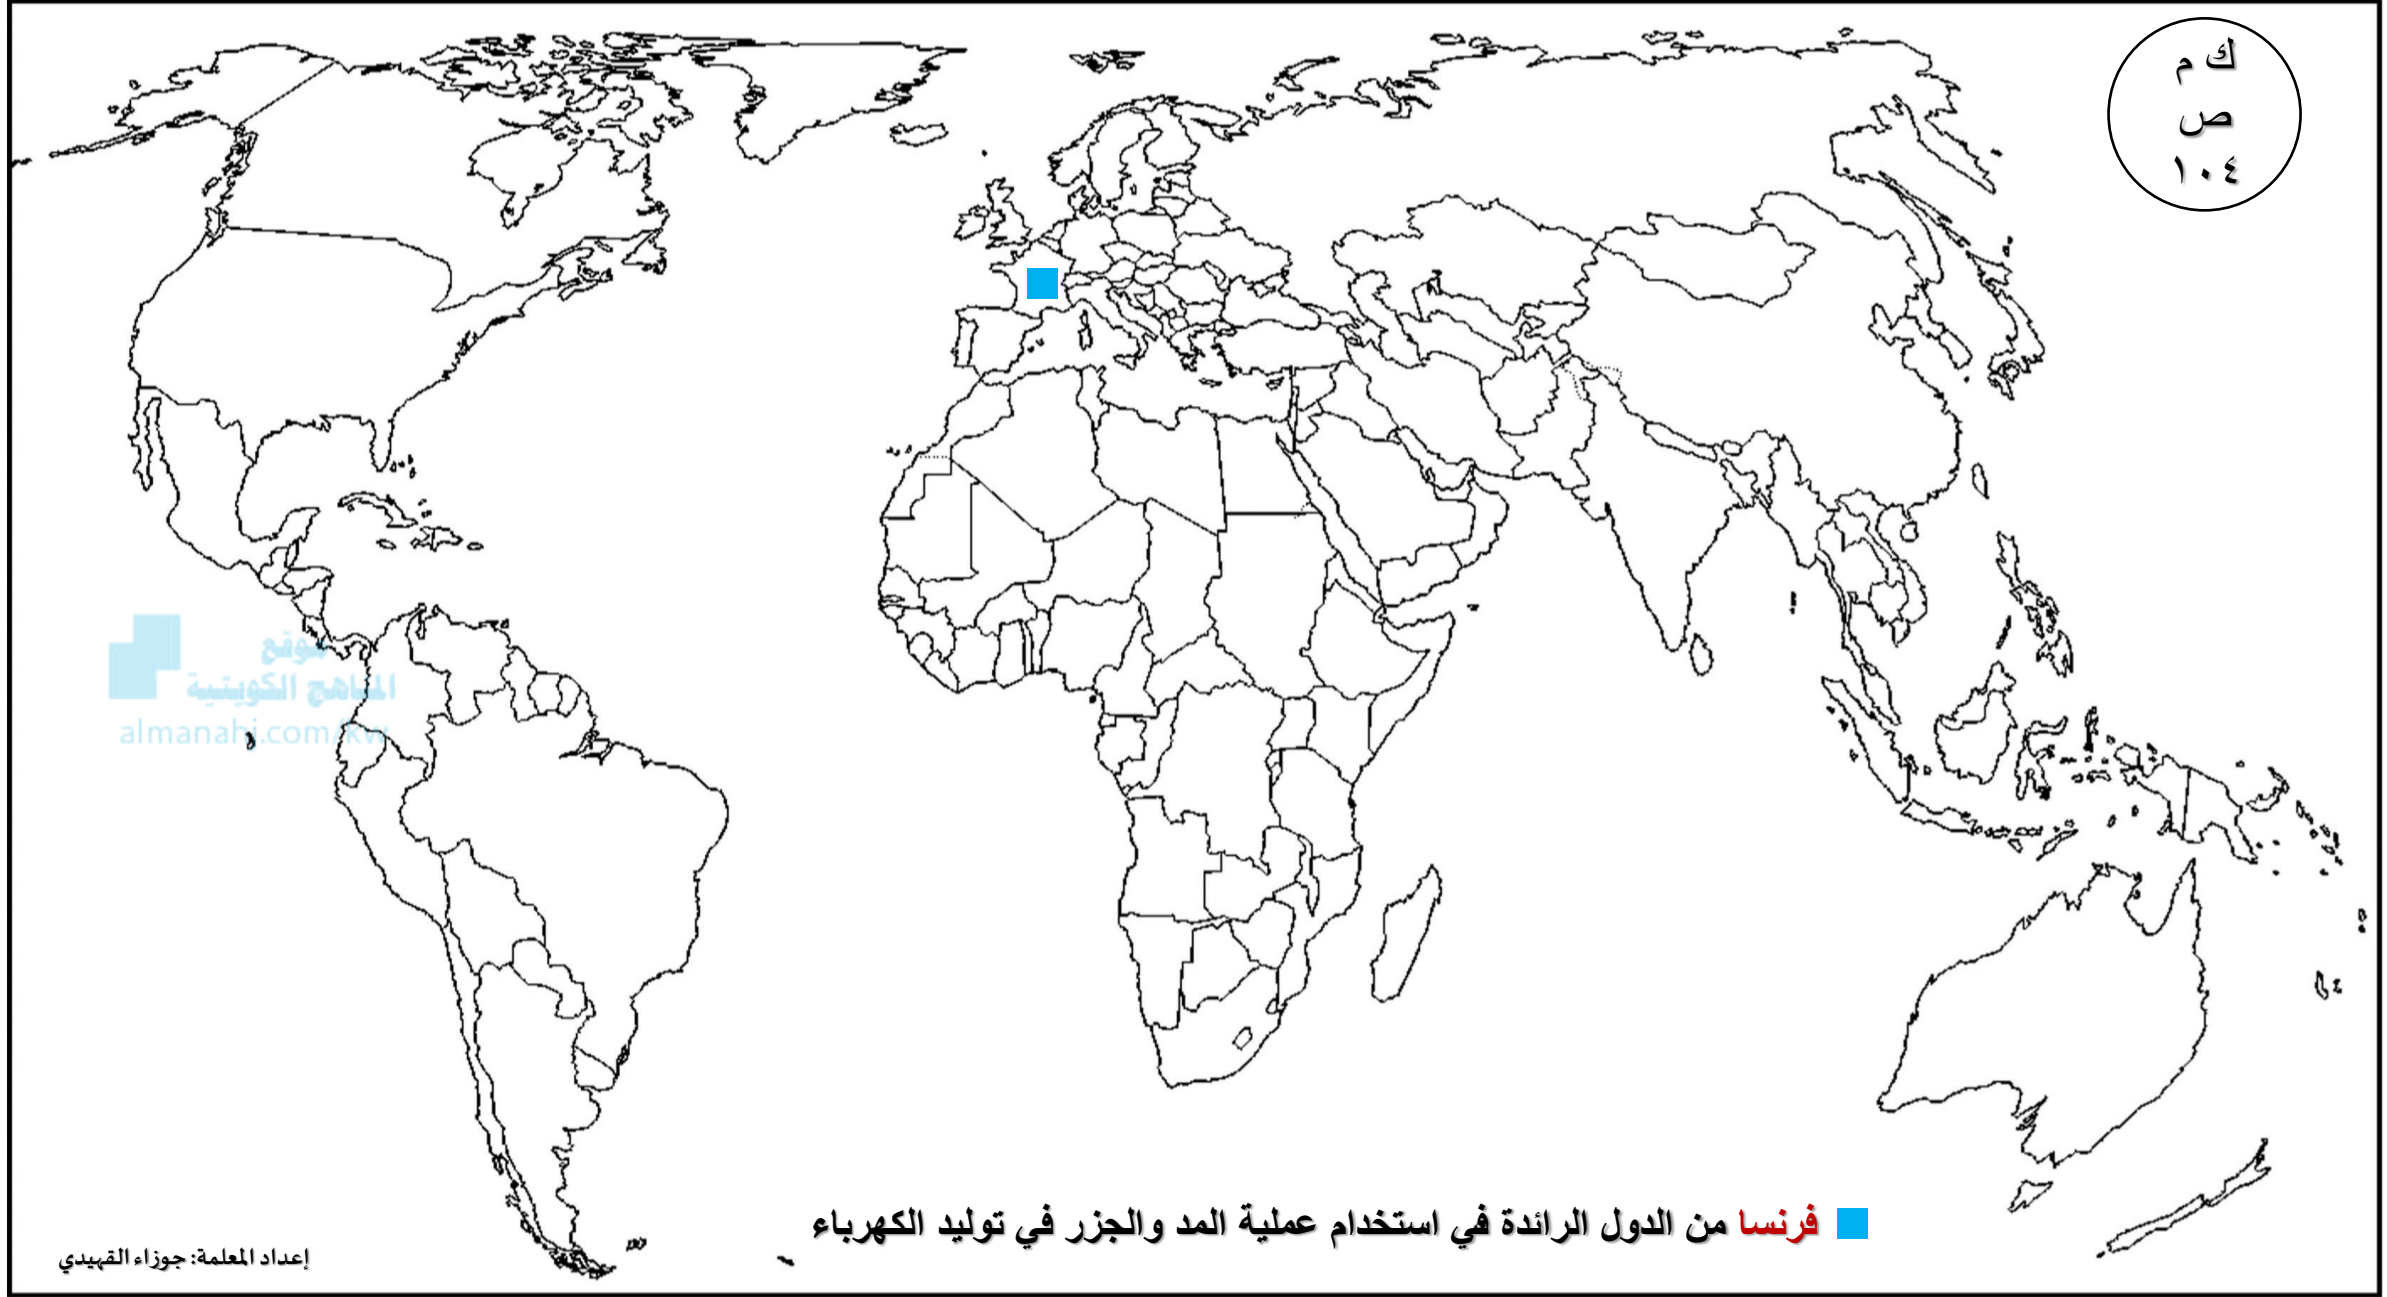 ك م
ص
١٠٤
موقع
المناهج الكويتية
almanahj.com/kw
فرنسا من الدول الرائدة في استخدام عملية المد والجزر في توليد الكهرباء
إعداد المعلمة: جوزاء القهيدي